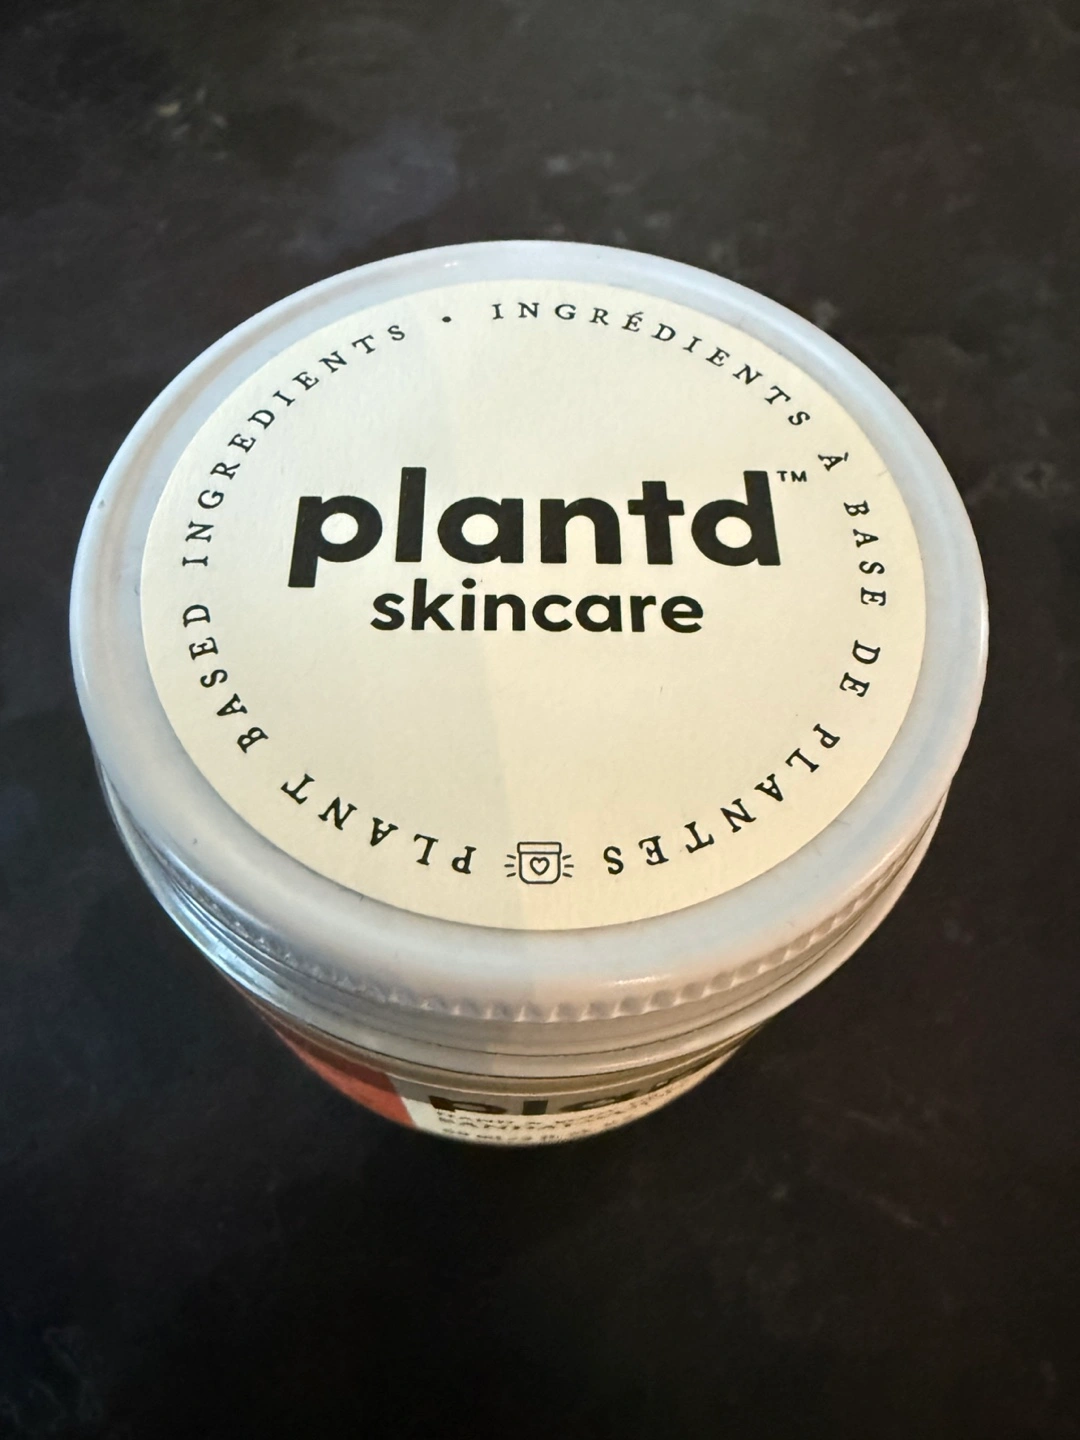 plantd™
skincare
PLANT BASED INGREDIENTS • INGRÉDIENTS À BASE DE PLANTES